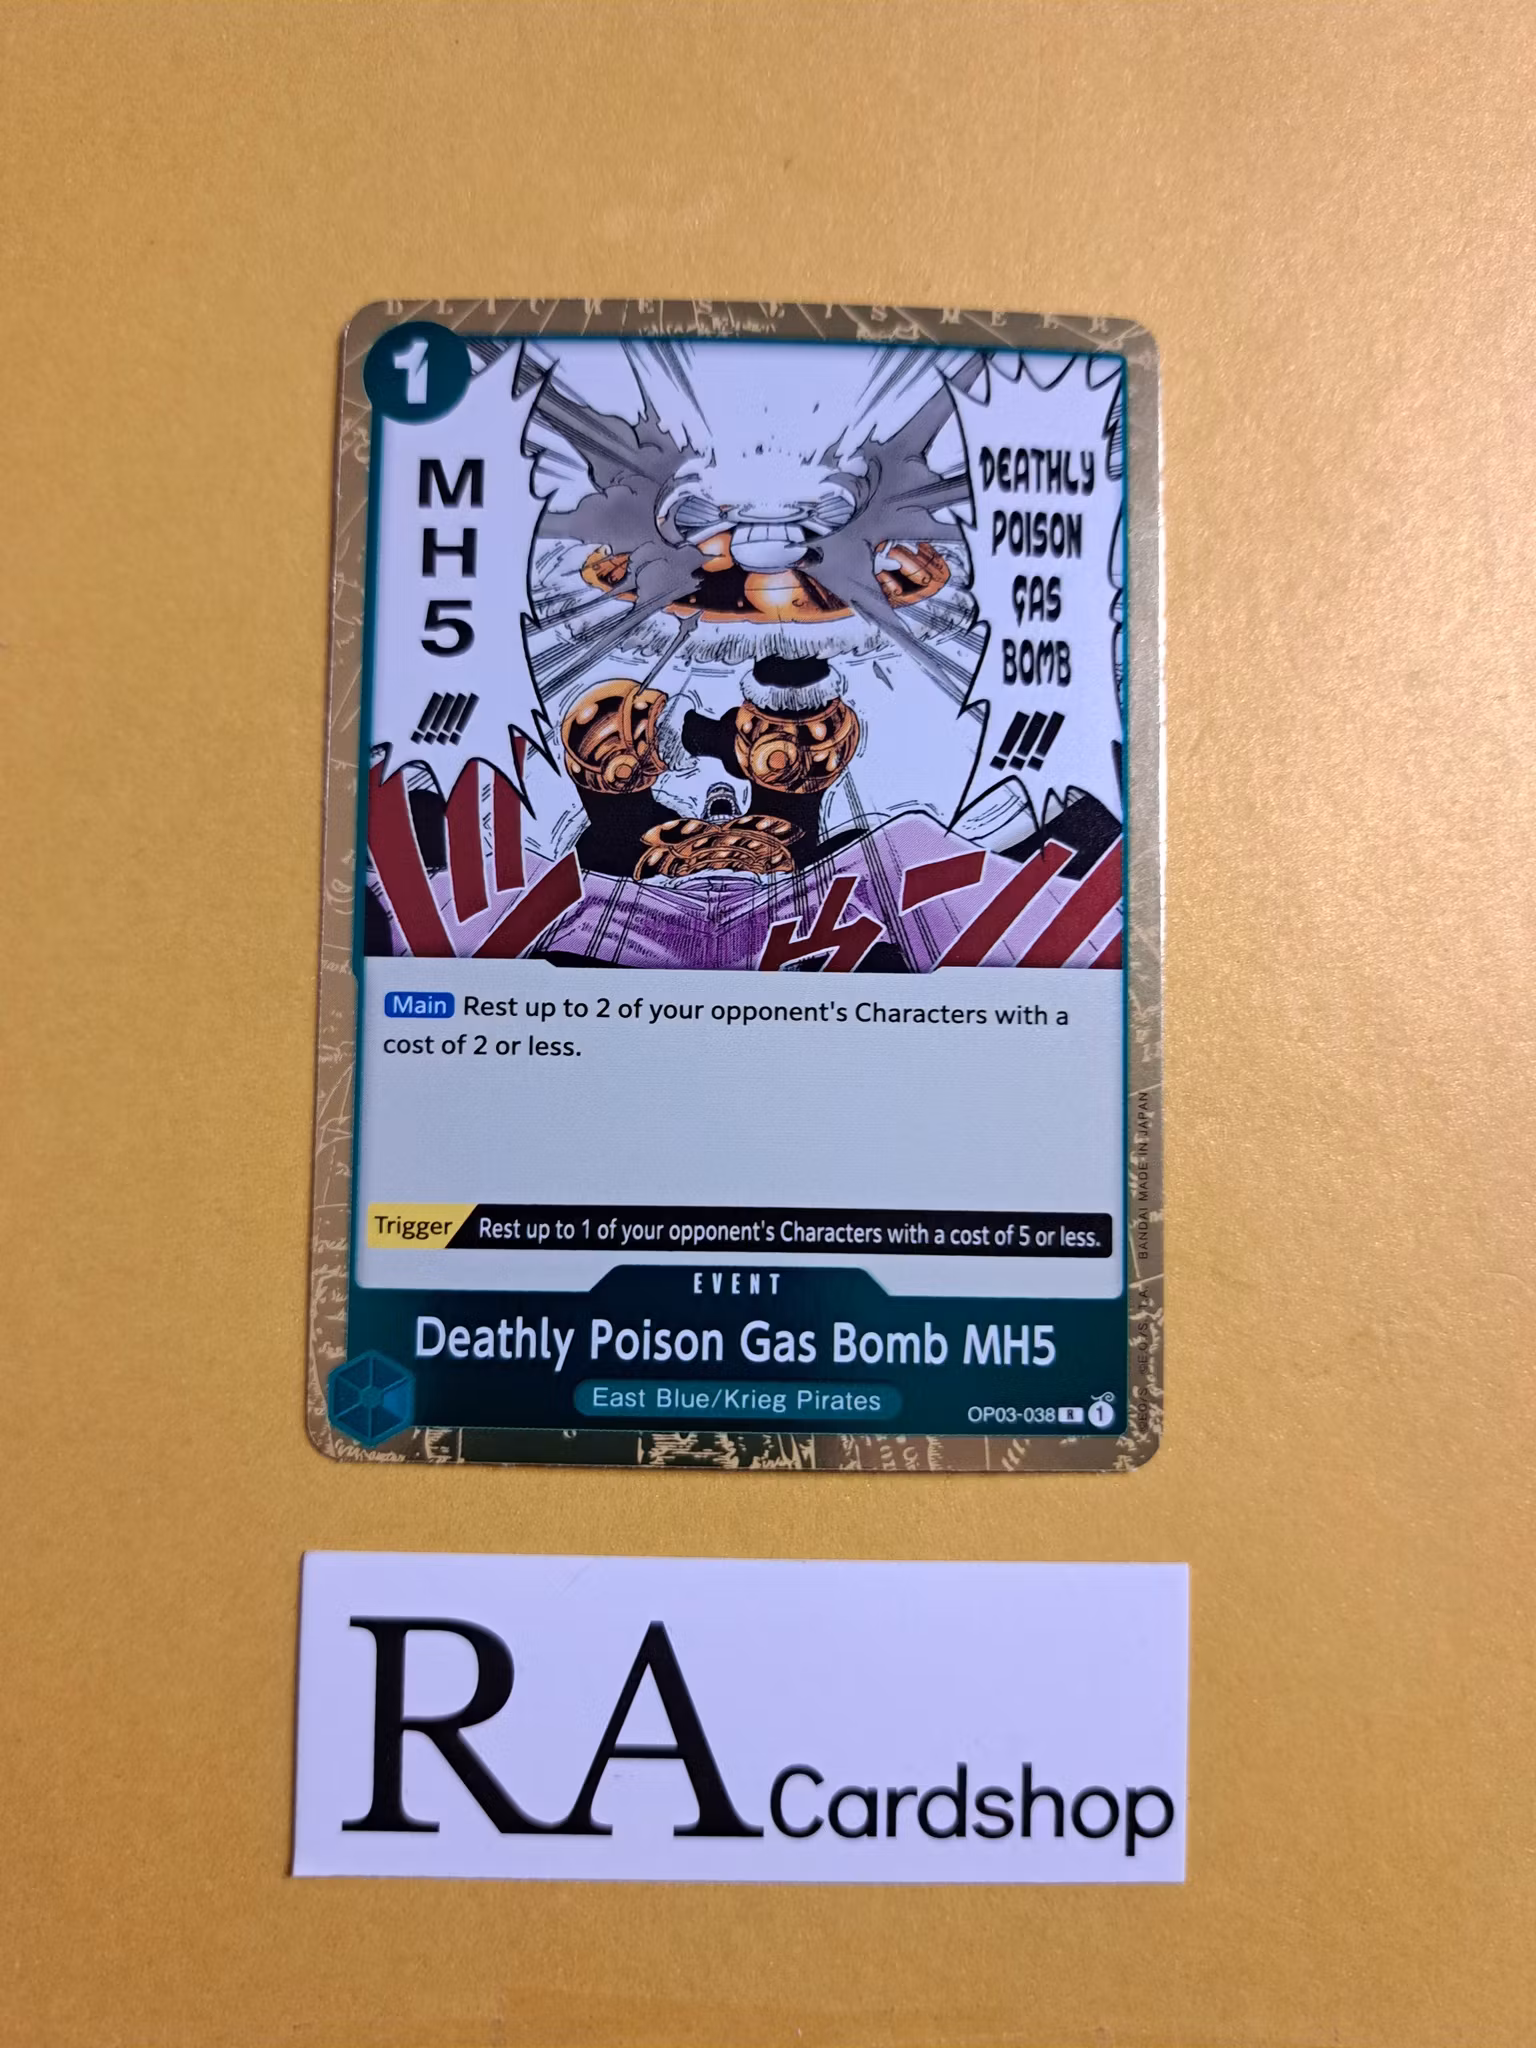 1
M
H
5
!!!!
DEATHLY
POISON
GAS
BOMB
!!!
Main Rest up to 2 of your opponent's Characters with a
cost of 2 or less.
Trigger Rest up to 1 of your opponent's Characters with a cost of 5 or less.
EVENT
Deathly Poison Gas Bomb MH5
East Blue/Krieg Pirates
OP03-038 R 1
BANDAI MADE IN JAPAN
RA Cardshop